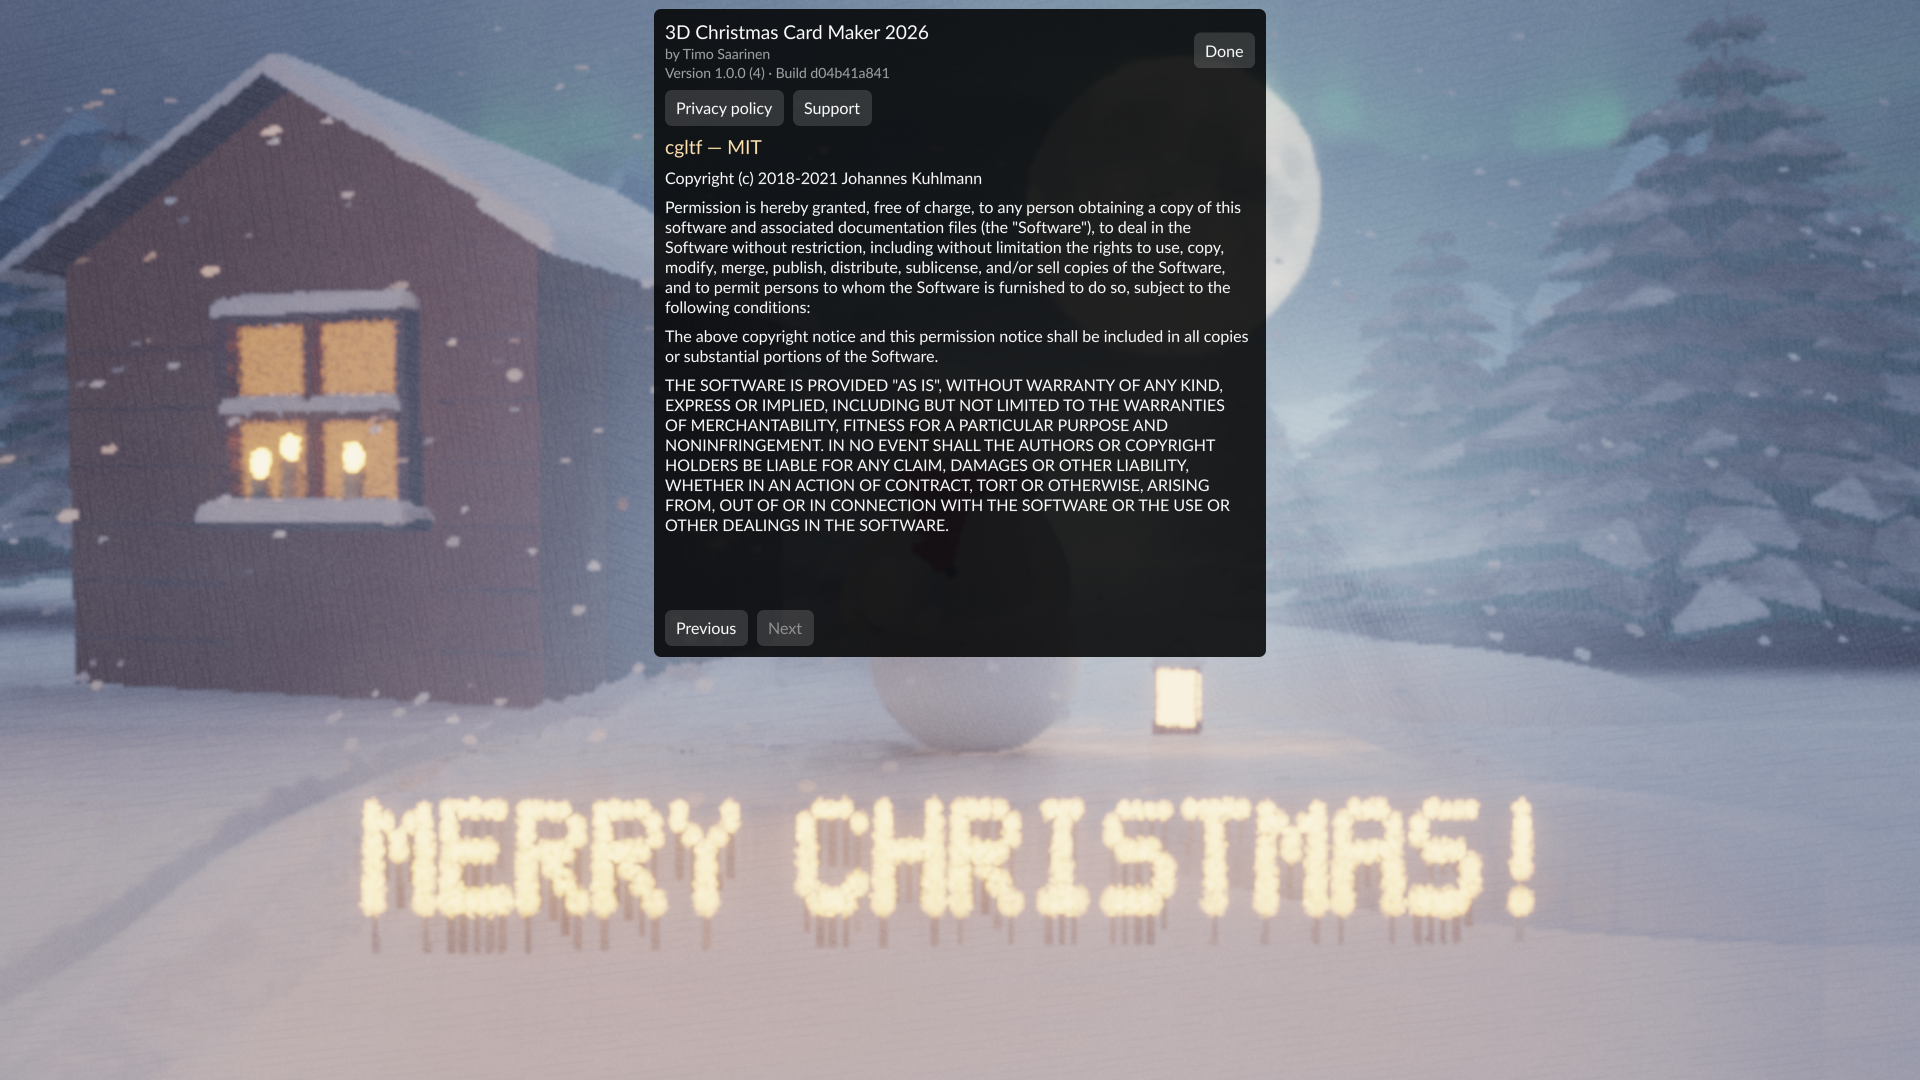 3D Christmas Card Maker 2026
by Timo Saarinen
Version 1.0.0 (4) · Build d04b41a841
Done
Privacy policy
Support
cgltf — MIT
Copyright (c) 2018-2021 Johannes Kuhlmann
Permission is hereby granted, free of charge, to any person obtaining a copy of this
software and associated documentation files (the "Software"), to deal in the
Software without restriction, including without limitation the rights to use, copy,
modify, merge, publish, distribute, sublicense, and/or sell copies of the Software,
and to permit persons to whom the Software is furnished to do so, subject to the
following conditions:
The above copyright notice and this permission notice shall be included in all copies
or substantial portions of the Software.
THE SOFTWARE IS PROVIDED "AS IS", WITHOUT WARRANTY OF ANY KIND,
EXPRESS OR IMPLIED, INCLUDING BUT NOT LIMITED TO THE WARRANTIES
OF MERCHANTABILITY, FITNESS FOR A PARTICULAR PURPOSE AND
NONINFRINGEMENT. IN NO EVENT SHALL THE AUTHORS OR COPYRIGHT
HOLDERS BE LIABLE FOR ANY CLAIM, DAMAGES OR OTHER LIABILITY,
WHETHER IN AN ACTION OF CONTRACT, TORT OR OTHERWISE, ARISING
FROM, OUT OF OR IN CONNECTION WITH THE SOFTWARE OR THE USE OR
OTHER DEALINGS IN THE SOFTWARE.
Previous
Next
MERRY CHRISTMAS!